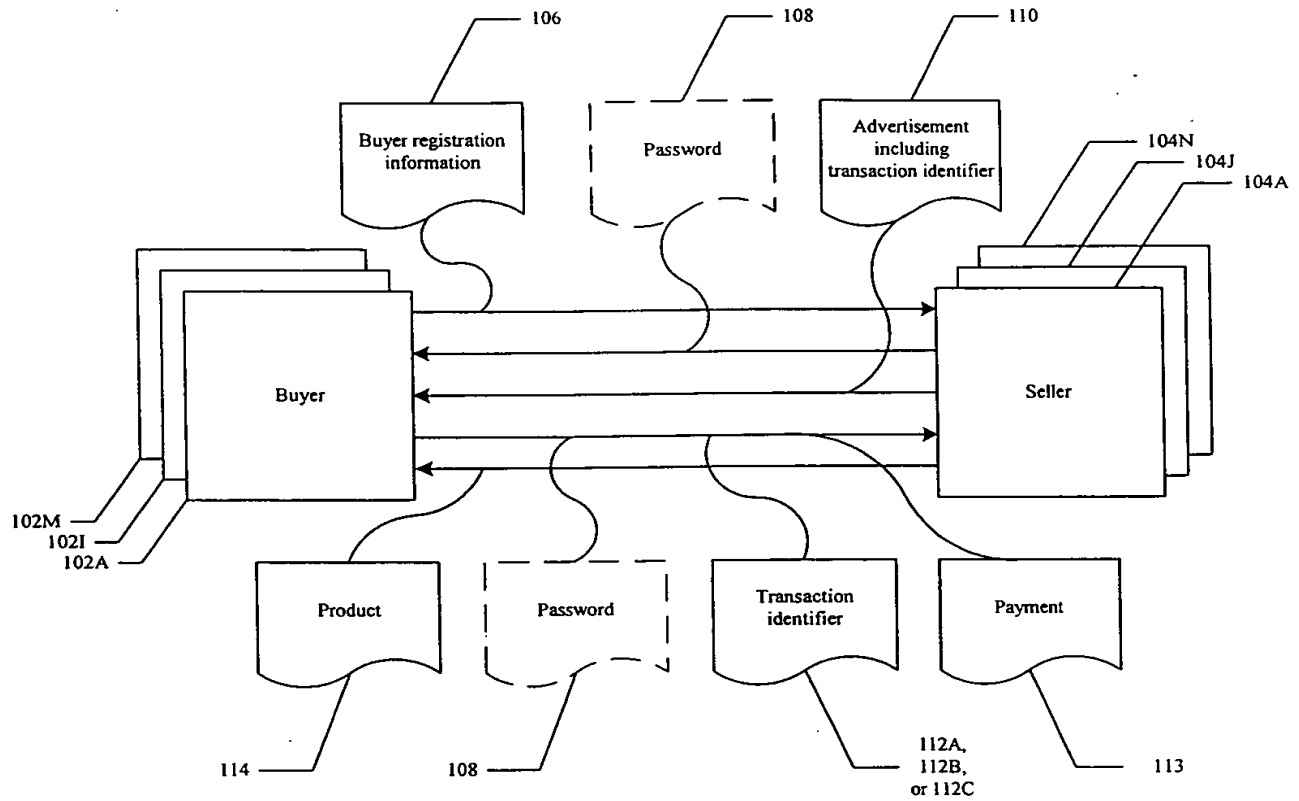 106
108
110
Buyer registration
information
Password
Advertisement
including
transaction identifier
104N
104J
104A
Buyer
Seller
102M
102I
102A
Product
Password
Transaction
identifier
Payment
114
108
112A,
112B,
or 112C
113